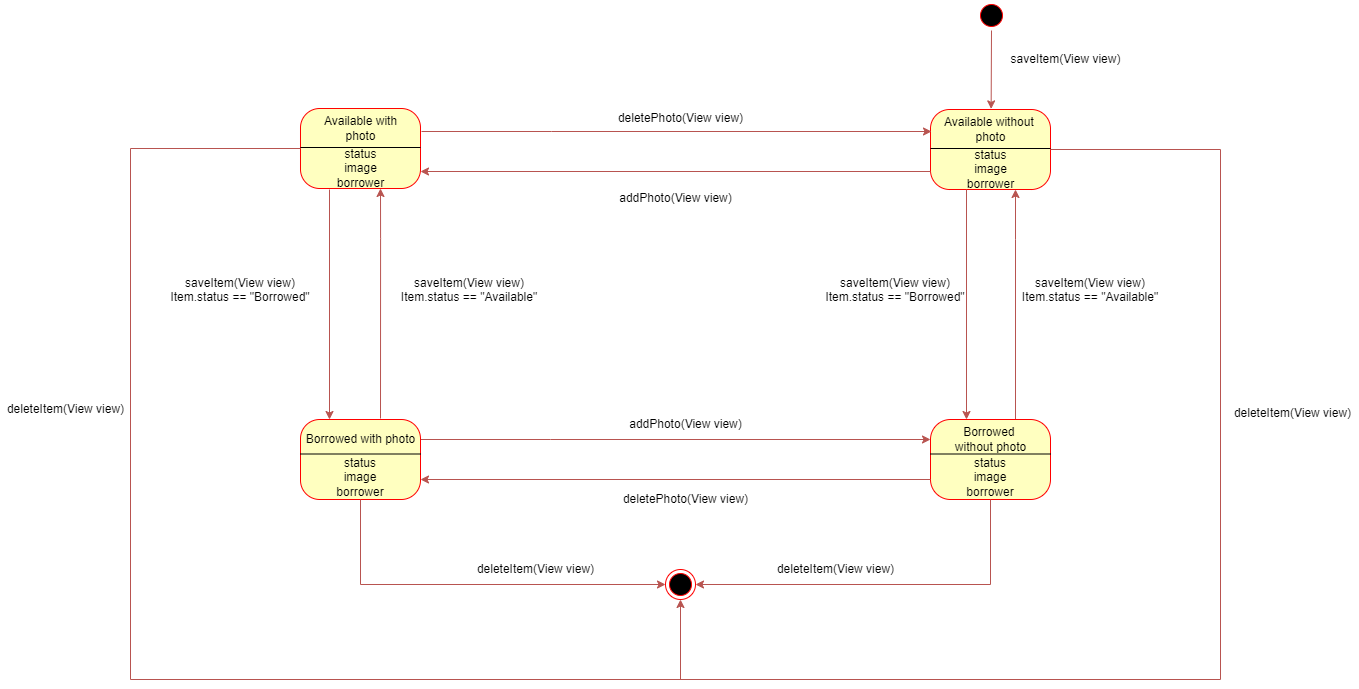 saveItem(View view)
Available with
photo
status
image
borrower
deletePhoto(View view)
addPhoto(View view)
Available without
photo
status
image
borrower
saveItem(View view)
Item.status == "Borrowed"
saveItem(View view)
Item.status == "Available"
saveItem(View view)
Item.status == "Borrowed"
saveItem(View view)
Item.status == "Available"
deleteItem(View view)
deleteItem(View view)
Borrowed with photo
status
image
borrower
addPhoto(View view)
deletePhoto(View view)
Borrowed
without photo
status
image
borrower
deleteItem(View view)
deleteItem(View view)